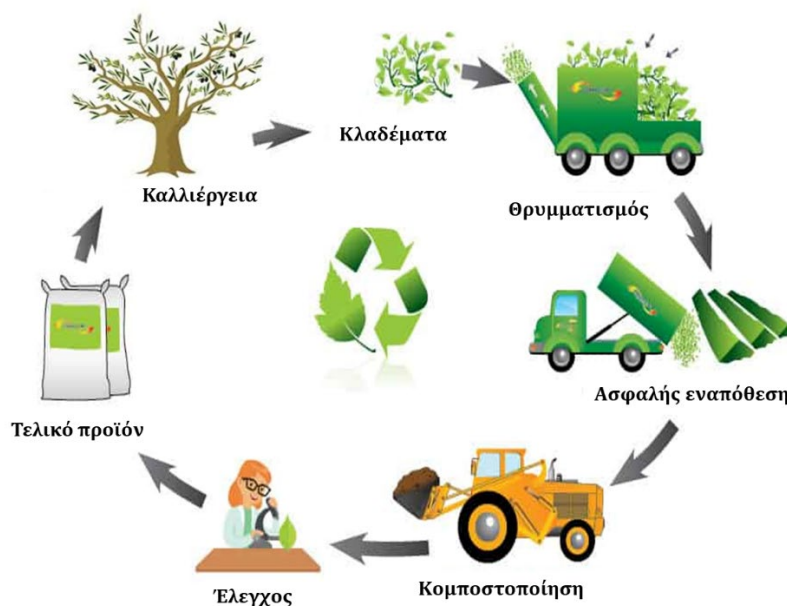 Καλλιέργεια
Κλαδέματα
Θρυμματισμός
Ασφαλής εναπόθεση
Κομποστοποίηση
Έλεγχος
Τελικό προϊόν